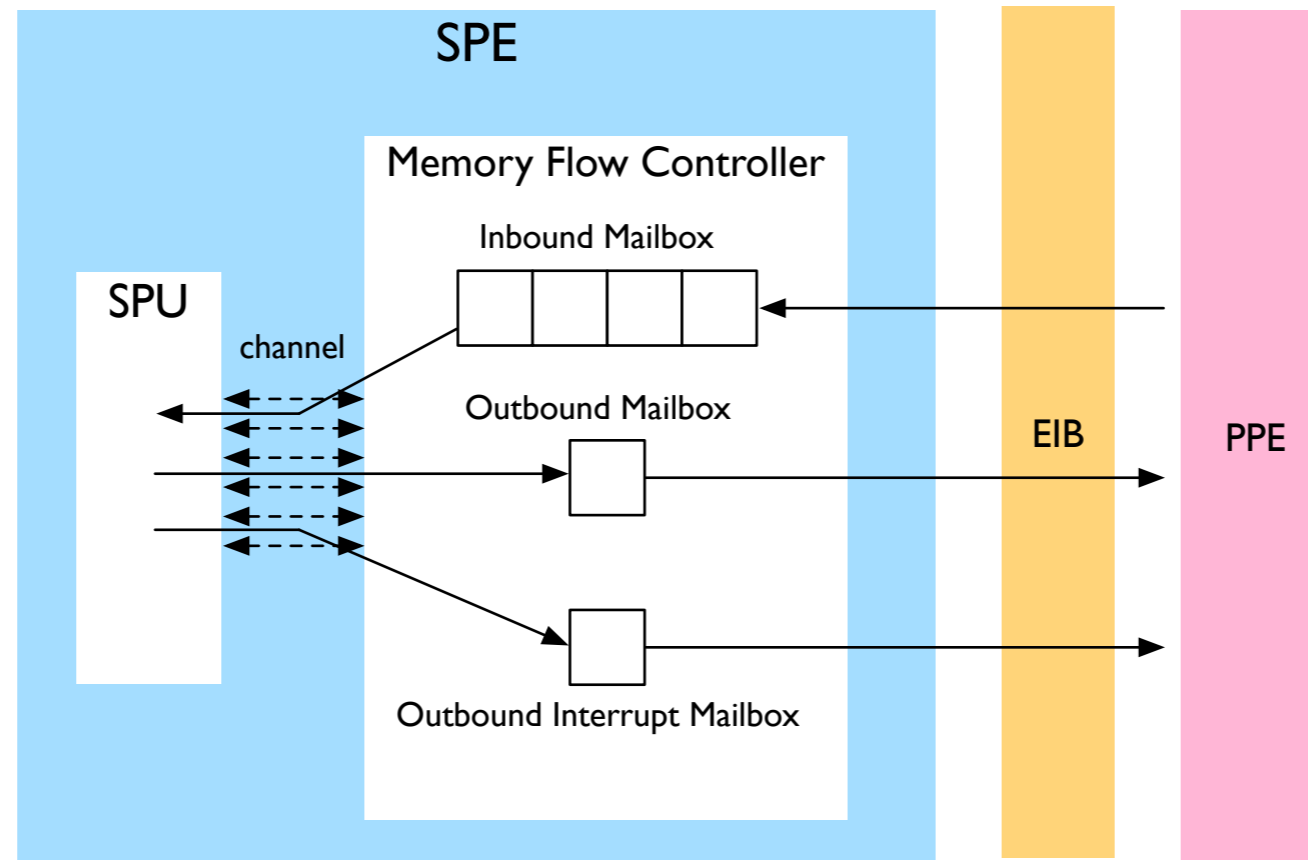 SPE
Memory Flow Controller
Inbound Mailbox
SPU
channel
Outbound Mailbox
EIB
PPE
Outbound Interrupt Mailbox